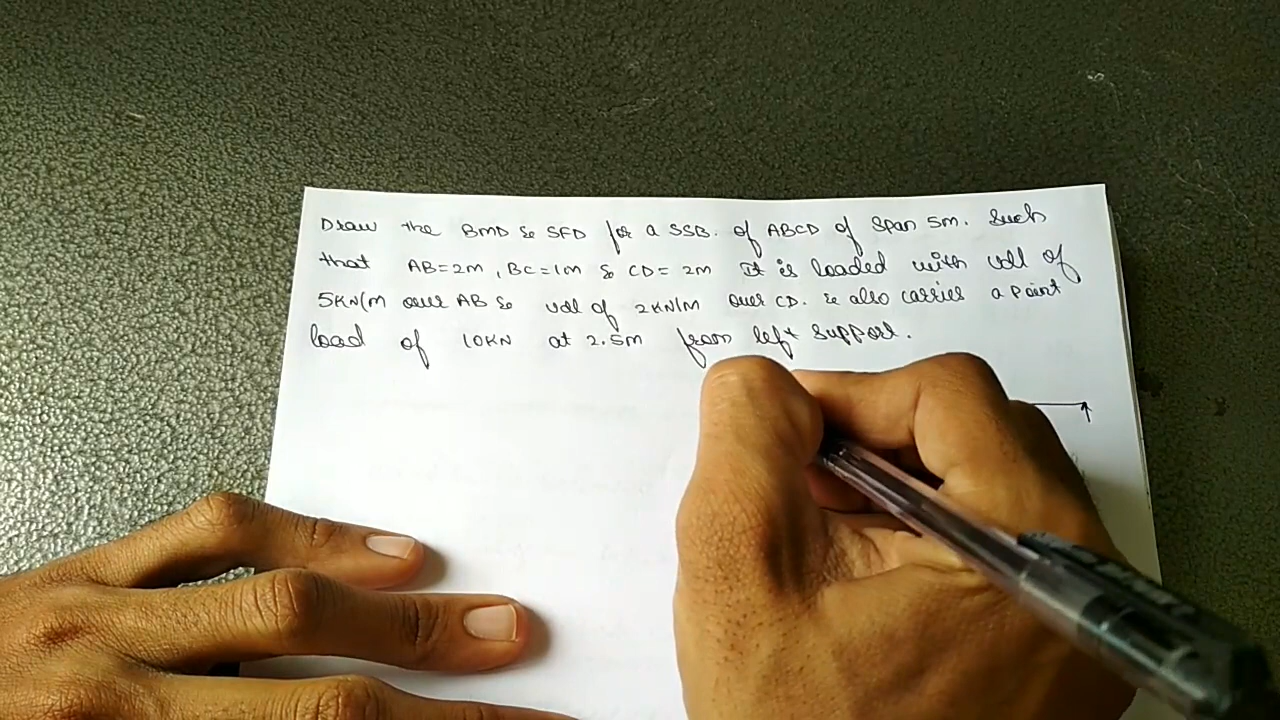 Draw the BMD & SFD for a SSB. of ABCD of Span 5m. Such
that AB=2m, BC=1m & CD= 2m It is loaded with udl of
5KN/m over AB & udl of 2KN/m over CD. & also carries a point
load of 10KN at 2.5m from left support.